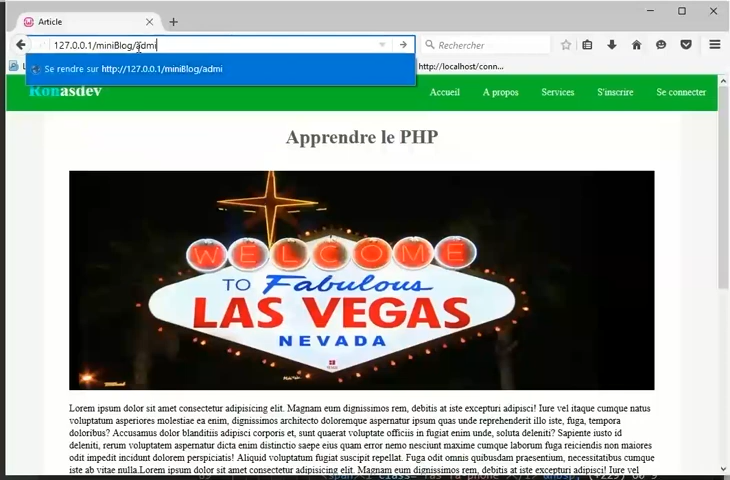 Article
127.0.0.1/miniBlog/admi
Rechercher
Se rendre sur http://127.0.0.1/miniBlog/admi
http://localhost/conn...
Ronasdev
Accueil
A propos
Services
S'inscrire
Se connecter
Apprendre le PHP
WELCOME
TO Fabulous
LAS VEGAS
NEVADA
Lorem ipsum dolor sit amet consectetur adipisicing elit. Magnam eum dignissimos rem, debitis at iste excepturi adipisci! Iure vel itaque cumque natus
voluptatum asperiores molestiae ea enim, dignissimos architecto doloremque aspernatur ipsum quas unde reprehenderit illo iste, fuga, tempora
doloribus? Accusamus dolor blanditiis adipisci corporis et, sunt quaerat voluptate officiis in fugiat enim unde, soluta deleniti? Sapiente iusto id
deleniti, rerum voluptatem aspernatur dicta enim distinctio saepe eius quam error nemo nesciunt maxime cumque laborum fuga reiciendis non maiores
odit impedit incidunt dolorem perspiciatis! Aliquid voluptatum fugiat suscipit repellat. Fuga odit omnis quibusdam praesentium, necessitatibus cumque
iste ab vitae nulla.Lorem ipsum dolor sit amet consectetur adipisicing elit. Magnam eum dignissimos rem, debitis at iste excepturi adipisci! Iure vel